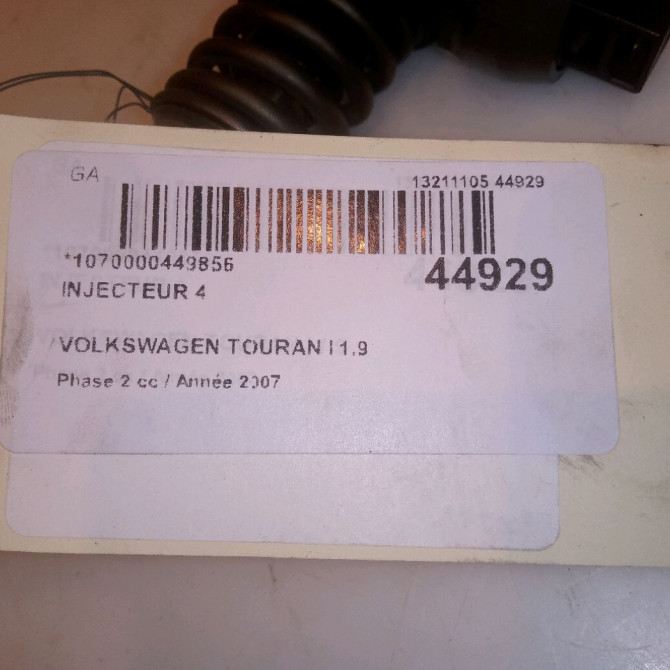 GA
13211105 44929
*1070000449856
44929
INJECTEUR 4
VOLKSWAGEN TOURAN I 1.9
Phase 2 cc / Année 2007